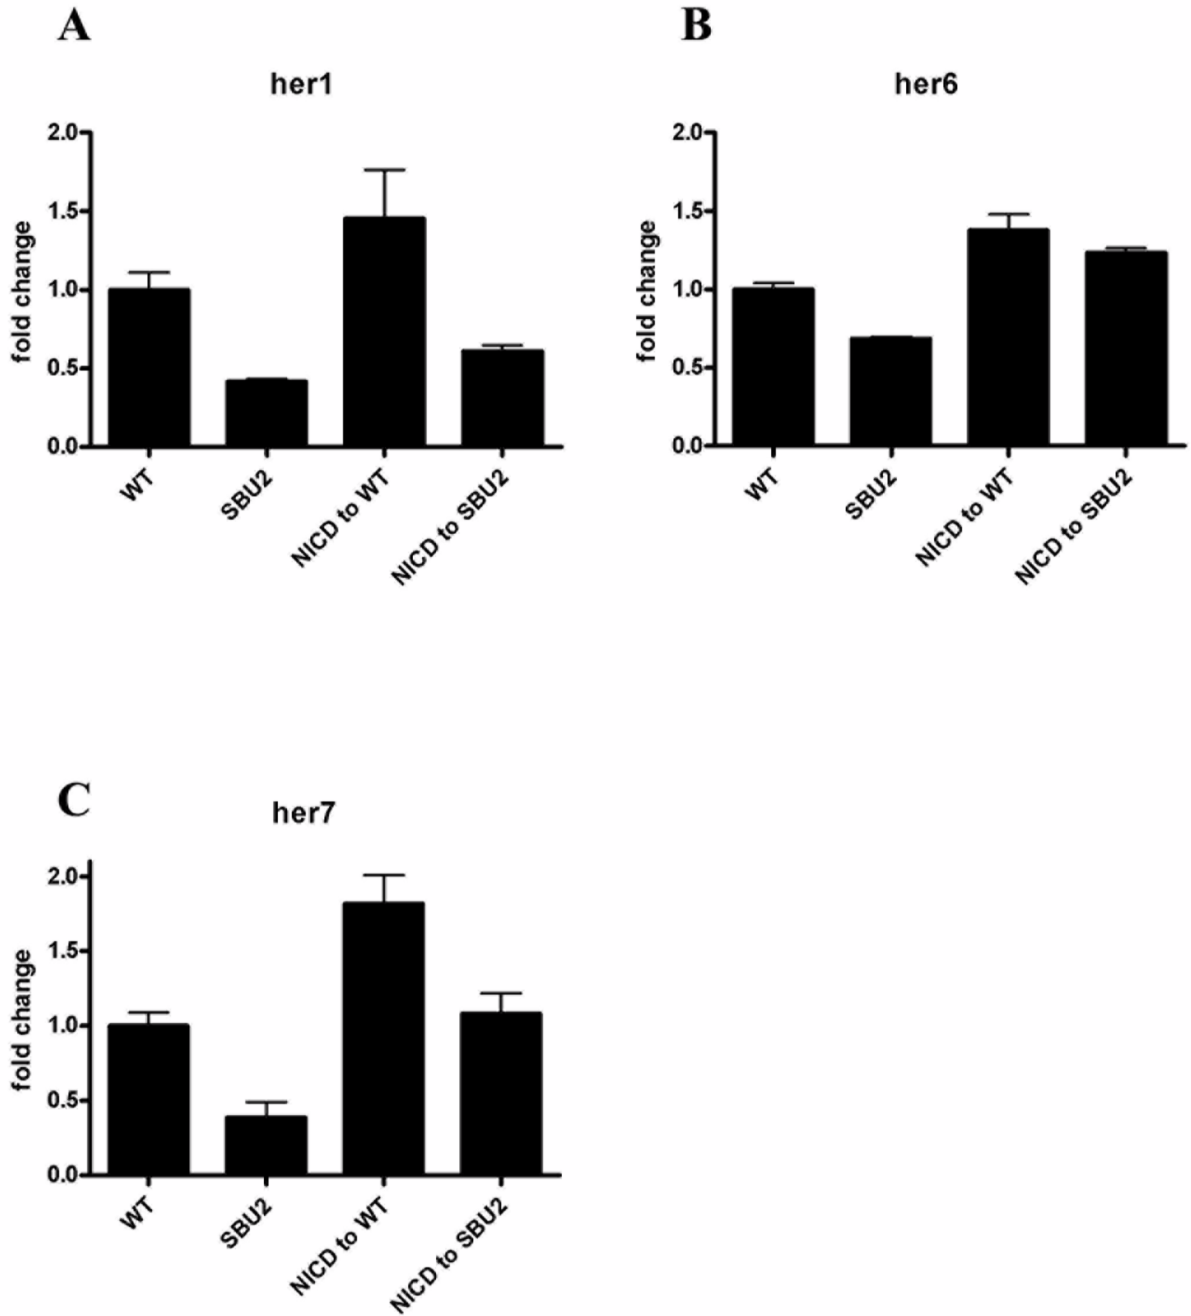 A
her1
fold change
2.0
1.5
1.0
0.5
0.0
WT
SBU2
NICD to WT
NICD to SBU2
B
her6
fold change
2.0
1.5
1.0
0.5
0.0
WT
SBU2
NICD to WT
NICD to SBU2
C
her7
fold change
2.0
1.5
1.0
0.5
0.0
WT
SBU2
NICD to WT
NICD to SBU2